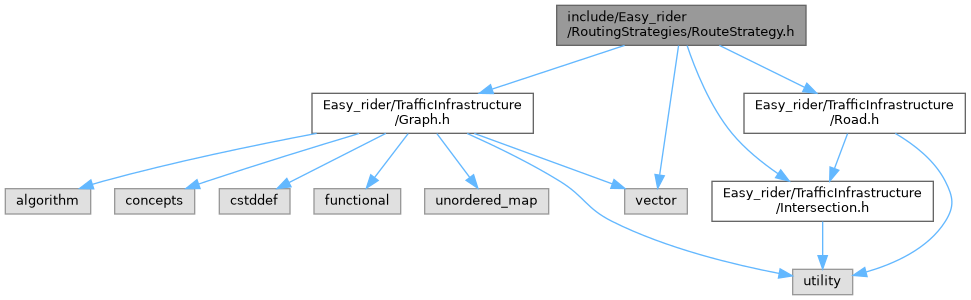 include/Easy_rider
/RoutingStrategies/RouteStrategy.h
Easy_rider/TrafficInfrastructure
/Graph.h
Easy_rider/TrafficInfrastructure
/Road.h
algorithm
concepts
cstddef
functional
unordered_map
vector
Easy_rider/TrafficInfrastructure
/Intersection.h
utility